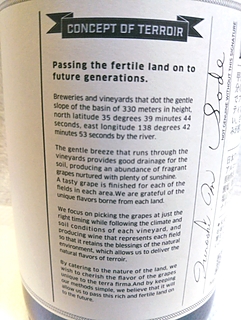 CONCEPT OF TERROIR
Passing the fertile land on to
future generations.
Breweries and vineyards that dot the gentle
slope of the basin of 330 meters in height,
north latitude 35 degrees 39 minutes 44
seconds, east longitude 138 degrees 42
minutes 53 seconds by the river.
The gentle breeze that runs through the
vineyards provides good drainage for the
soil, producing an abundance of fragrant
grapes nurtured with plenty of sunshine.
A tasty grape is finished for each of the
fields in each area.We are grateful of the
unique flavors borne from each land.
We focus on picking the grapes at just the
right timing while following the climate and
soil conditions of each vineyard, and
producing wine that represents each field
so that it retains the blessings of the natural
environment, which allows us to deliver the
natural flavors of terroir.
By catering to the nature of the land, we
wish to cherish the flavor of the grapes
unique to the terra firma.And by keeping
our methods simple, we believe that it will
allow us to pass this rich and fertile land on
to the future.
WITHOUT THIS SIGNATURE